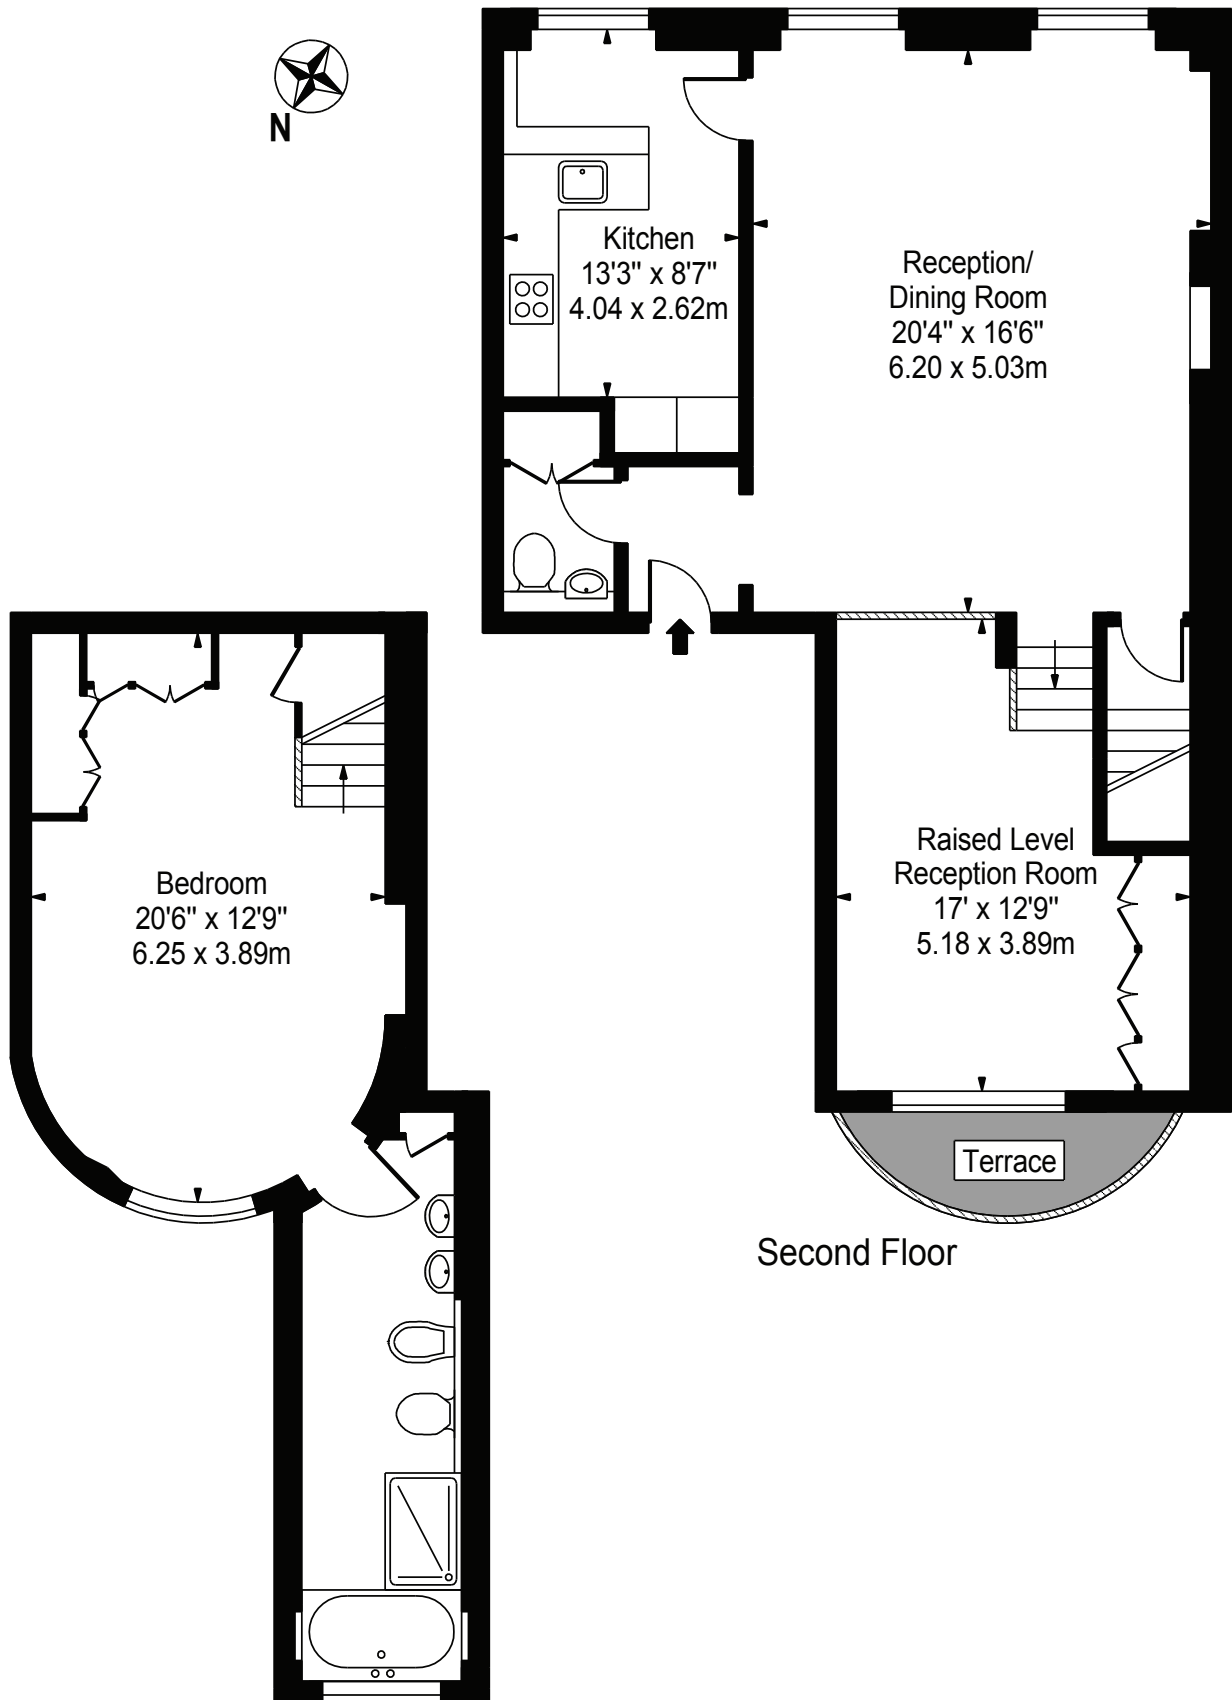 N
Kitchen
13'3" x 8'7"
4.04 x 2.62m
Reception/
Dining Room
20'4" x 16'6"
6.20 x 5.03m
Bedroom
20'6" x 12'9"
6.25 x 3.89m
Raised Level
Reception Room
17' x 12'9"
5.18 x 3.89m
Terrace
Second Floor